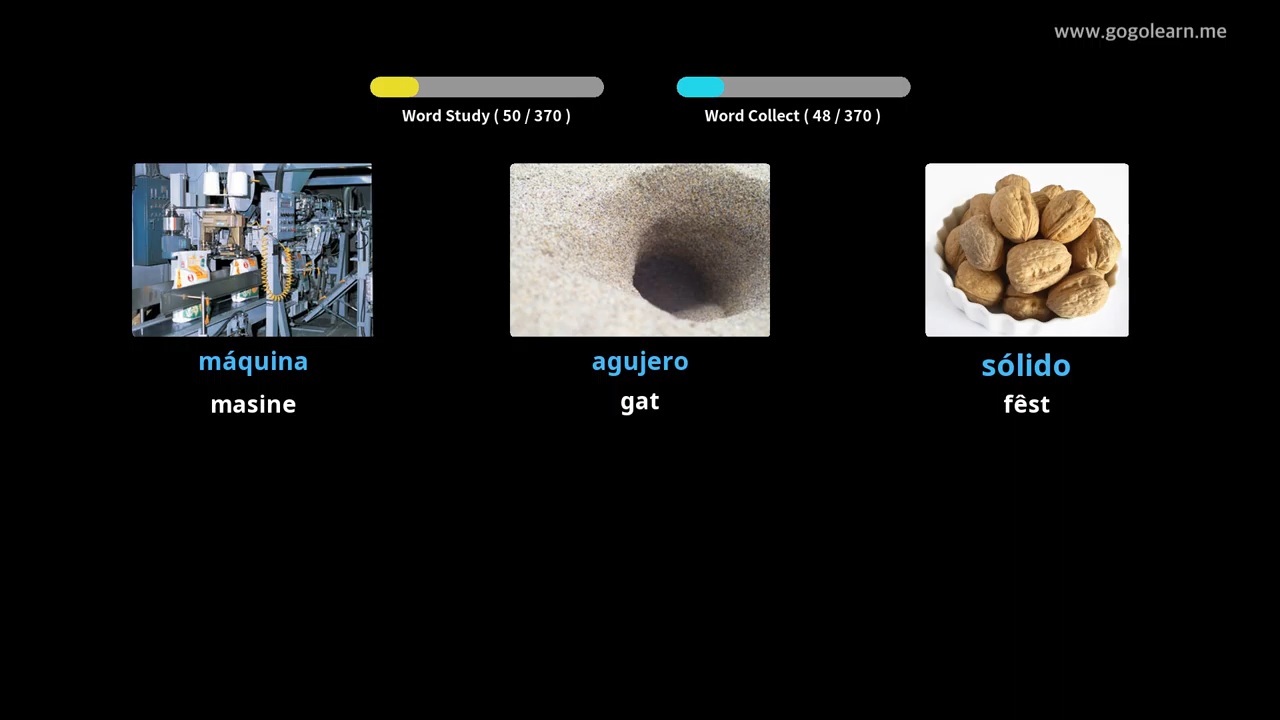 www.gogolearn.me
Word Study ( 50 / 370 )
Word Collect ( 48 / 370 )
máquina
masine
agujero
gat
sólido
fêst